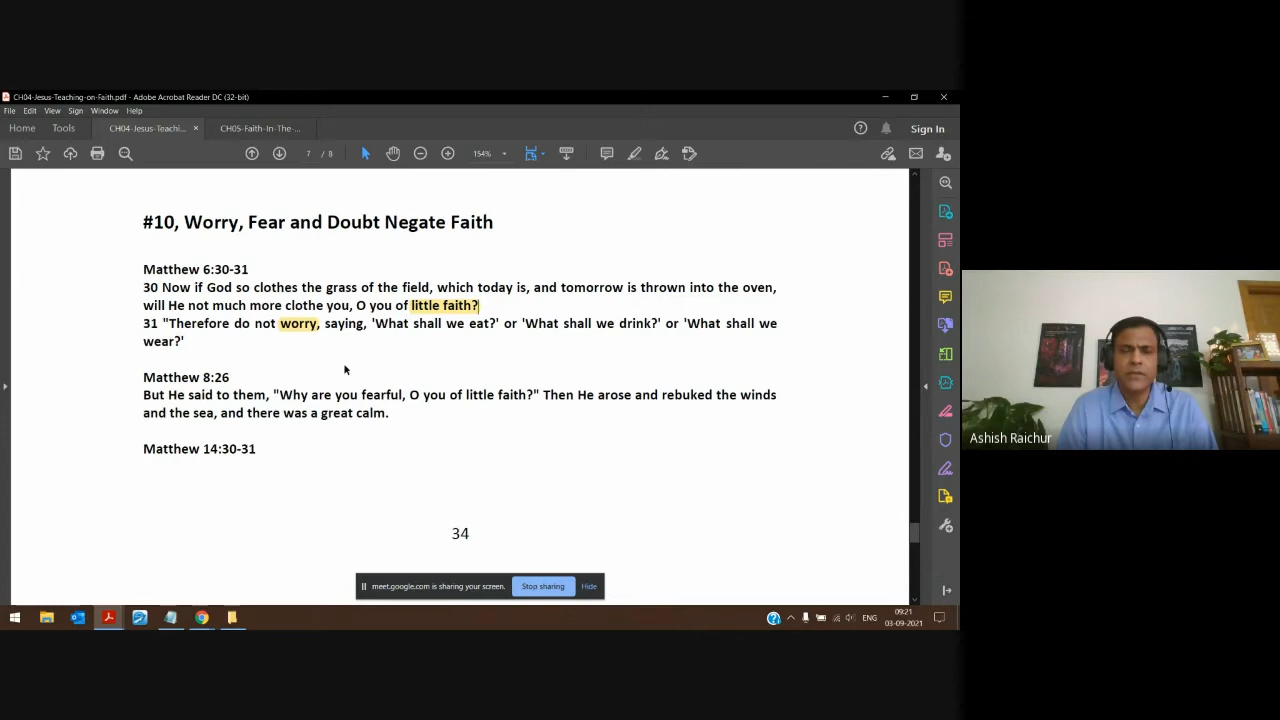 CH04-Jesus-Teaching-on-Faith.pdf - Adobe Acrobat Reader DC (32-bit)
File Edit View Sign Window Help
Home Tools CH04-Jesus-Teachi... × CH05-Faith-In-The-... Sign In
7 / 8 154%
#10, Worry, Fear and Doubt Negate Faith
Matthew 6:30-31
30 Now if God so clothes the grass of the field, which today is, and tomorrow is thrown into the oven,
will He not much more clothe you, O you of little faith?
31 "Therefore do not worry, saying, 'What shall we eat?' or 'What shall we drink?' or 'What shall we
wear?'
Matthew 8:26
But He said to them, "Why are you fearful, O you of little faith?" Then He arose and rebuked the winds
and the sea, and there was a great calm.
Matthew 14:30-31
34
meet.google.com is sharing your screen. Stop sharing Hide
Ashish Raichur
ENG
09:21
03-09-2021